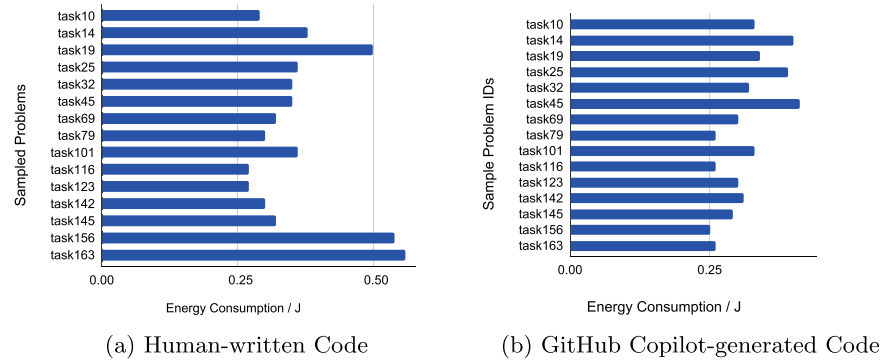 Sampled Problems
task10
task14
task19
task25
task32
task45
task69
task79
task101
task116
task123
task142
task145
task156
task163
0.00 0.25 0.50
Energy Consumption / J
(a) Human-written Code
Sample Problem IDs
task10
task14
task19
task25
task32
task45
task69
task79
task101
task116
task123
task142
task145
task156
task163
0.00 0.25
Energy Consumption / J
(b) GitHub Copilot-generated Code